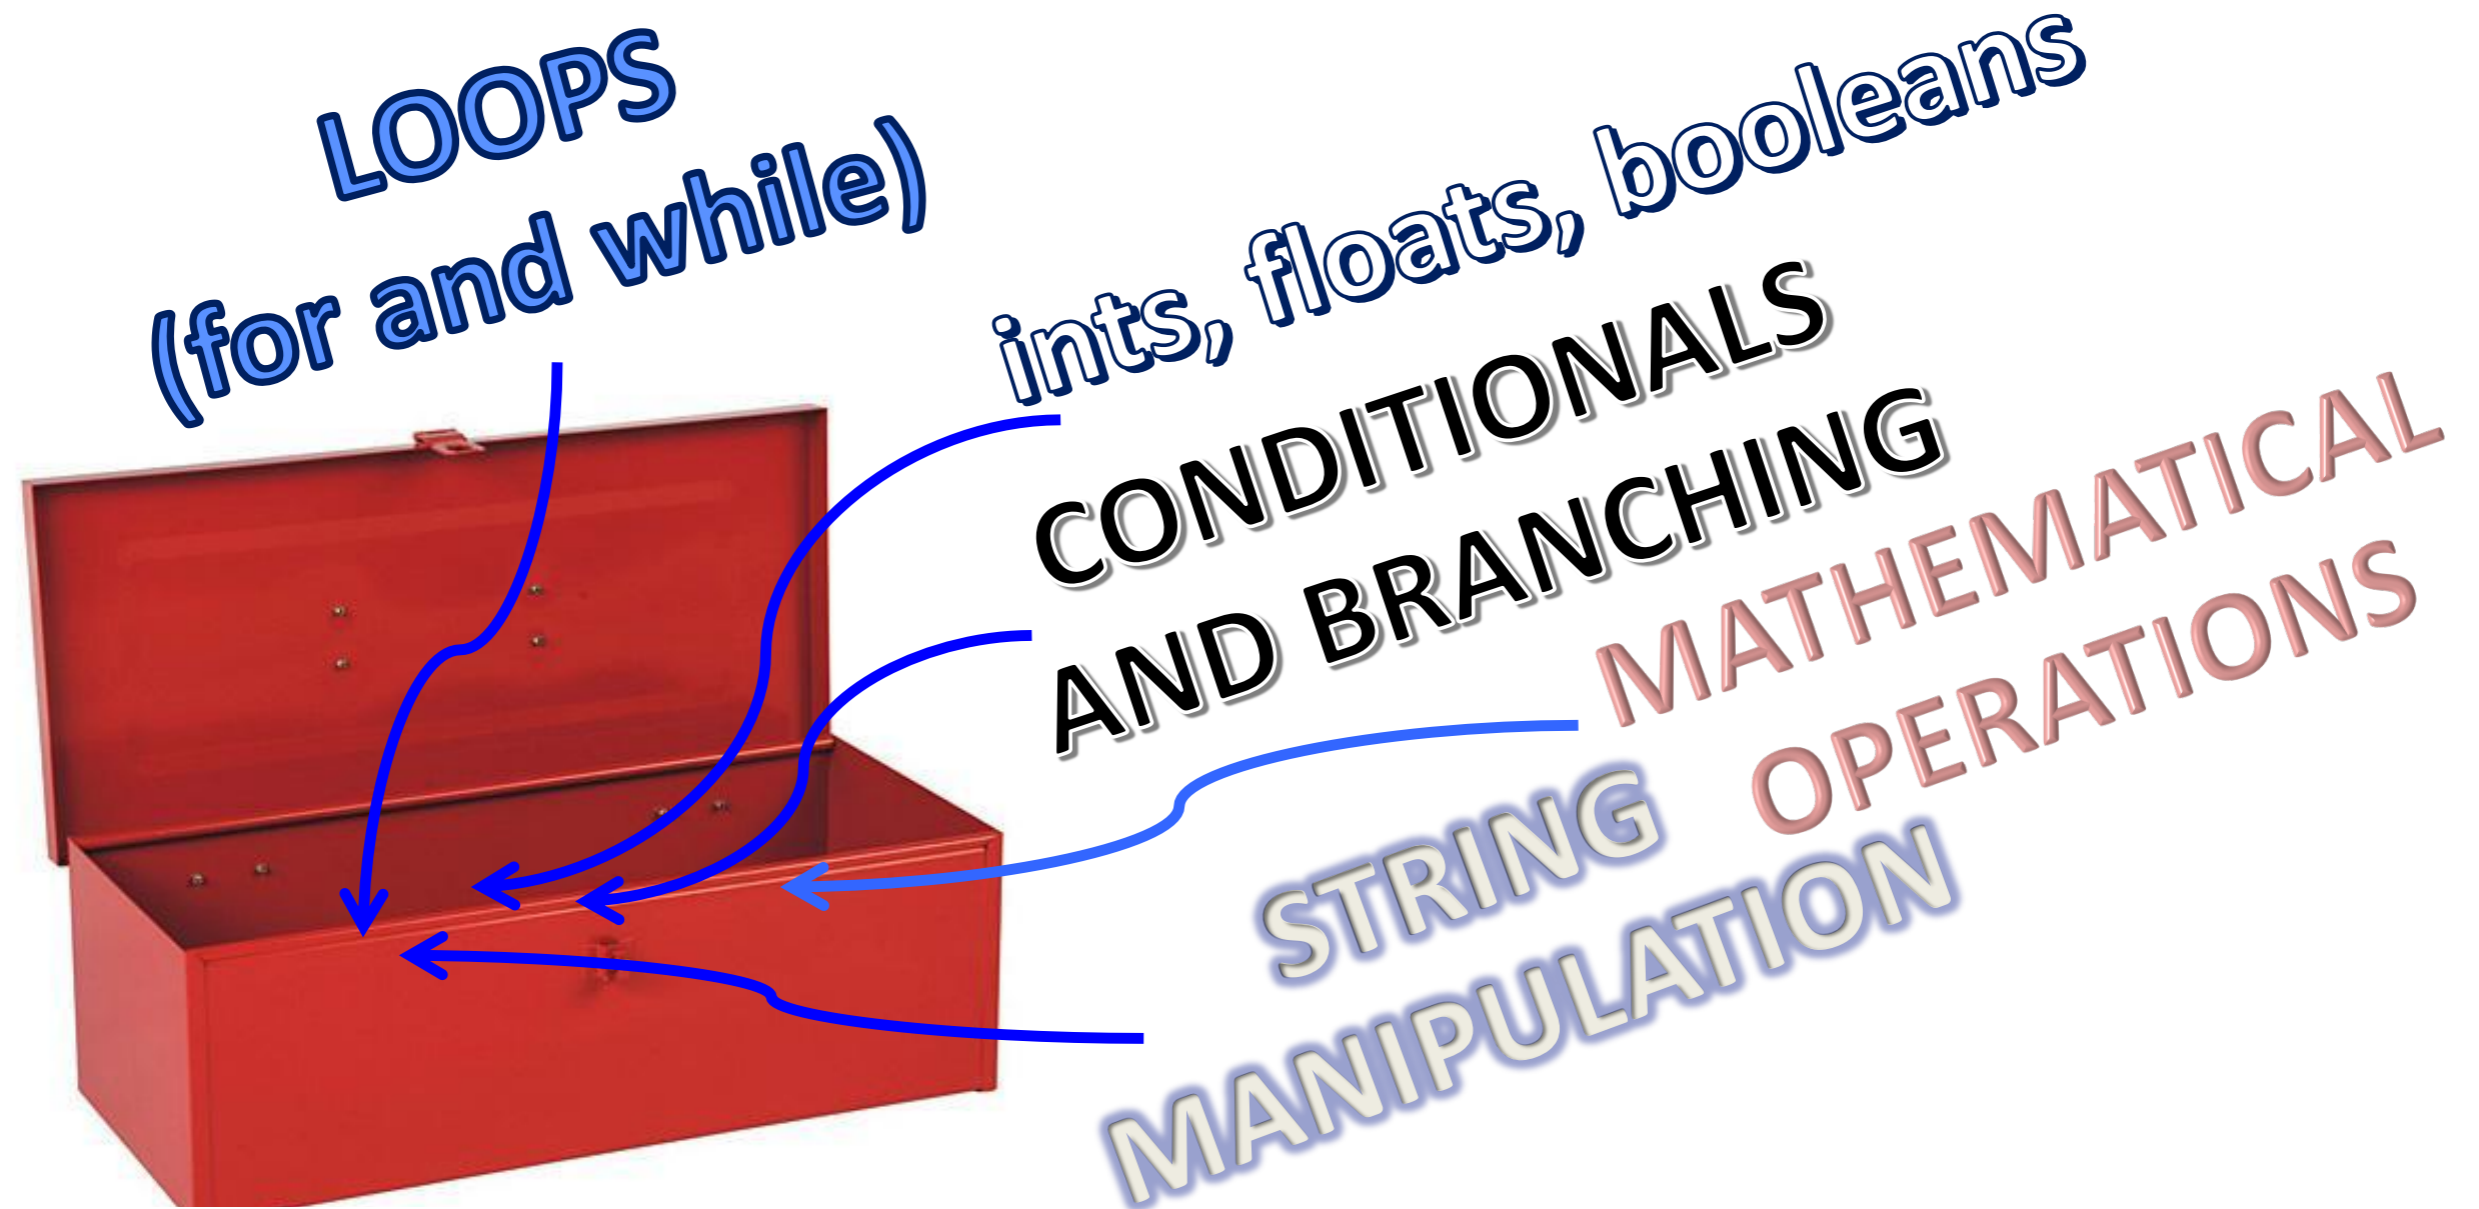 LOOPS
(for and while)
ints, floats, booleans
CONDITIONALS
AND BRANCHING
MATHEMATICAL
OPERATIONS
STRING
MANIPULATION